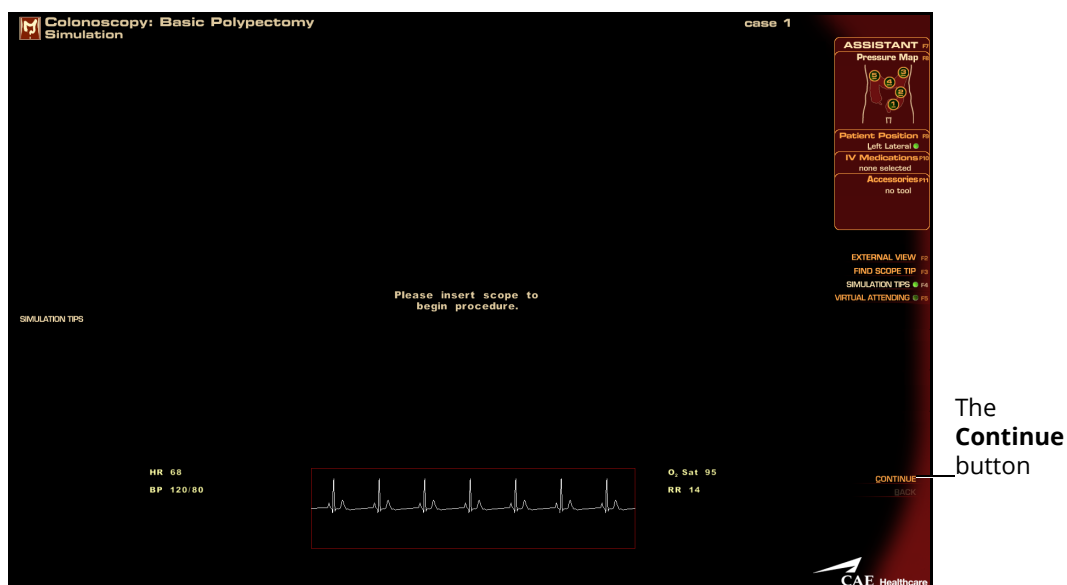 Colonoscopy: Basic Polypectomy
Simulation
case 1
ASSISTANT F7
Pressure Map F8
5
3
4
2
1
Patient Position F9
Left Lateral
IV Medications F10
none selected
Accessories F11
no tool
EXTERNAL VIEW F2
FIND SCOPE TIP F3
SIMULATION TIPS F4
VIRTUAL ATTENDING F5
Please insert scope to
begin procedure.
SIMULATION TIPS
The
Continue
button
HR 68
BP 120/80
O₂ Sat 95
RR 14
CONTINUE
BACK
CAE Healthcare